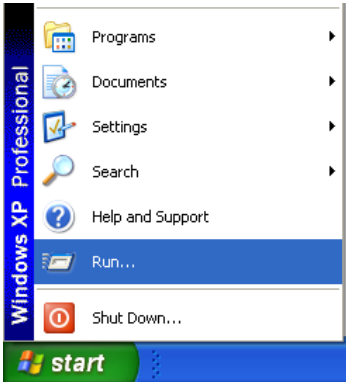 Programs
Documents
Settings
Search
Help and Support
Run...
Shut Down...
Windows XP Professional
start